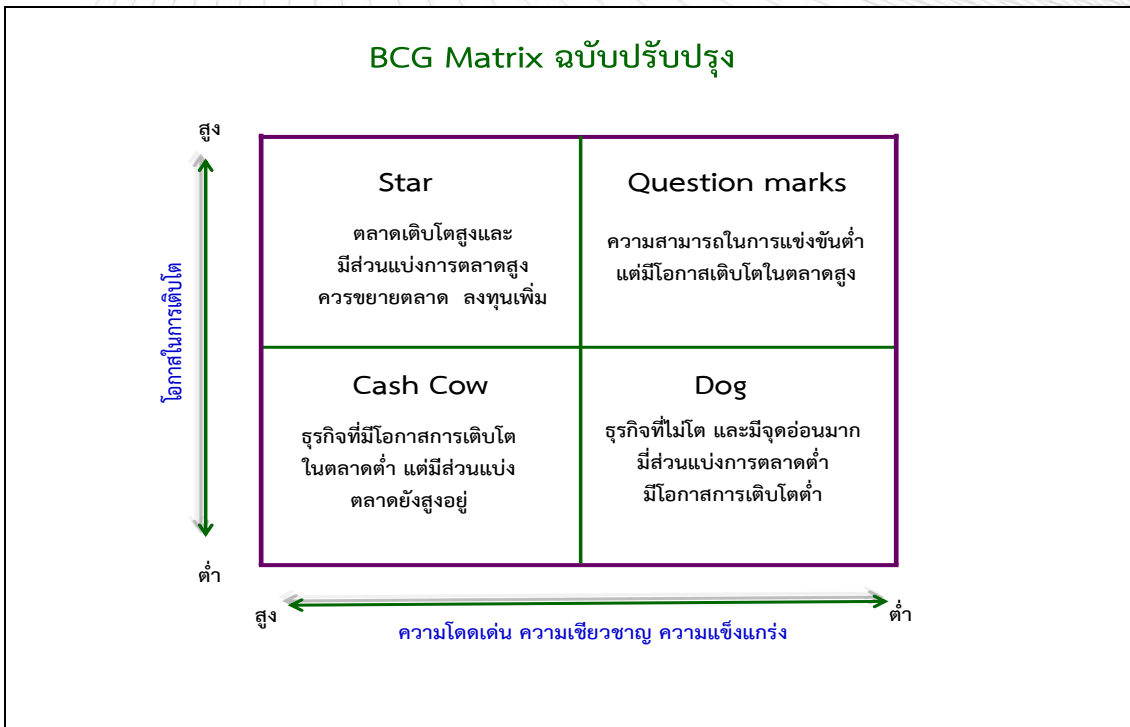 BCG Matrix ฉบับปรับปรุง
สูง
โอกาสในการเติบโต
ต่ำ
Star
ตลาดเติบโตสูงและ
มีส่วนแบ่งการตลาดสูง
ควรขยายตลาด ลงทุนเพิ่ม
Question marks
ความสามารถในการแข่งขันต่ำ
แต่มีโอกาสเติบโตในตลาดสูง
Cash Cow
ธุรกิจที่มีโอกาสการเติบโต
ในตลาดต่ำ แต่มีส่วนแบ่ง
ตลาดยังสูงอยู่
Dog
ธุรกิจที่ไม่โต และมีจุดอ่อนมาก
มี่ส่วนแบ่งการตลาดต่ำ
มีโอกาสการเติบโตต่ำ
สูง
ต่ำ
ความโดดเด่น ความเชียวชาญ ความแข็งแกร่ง